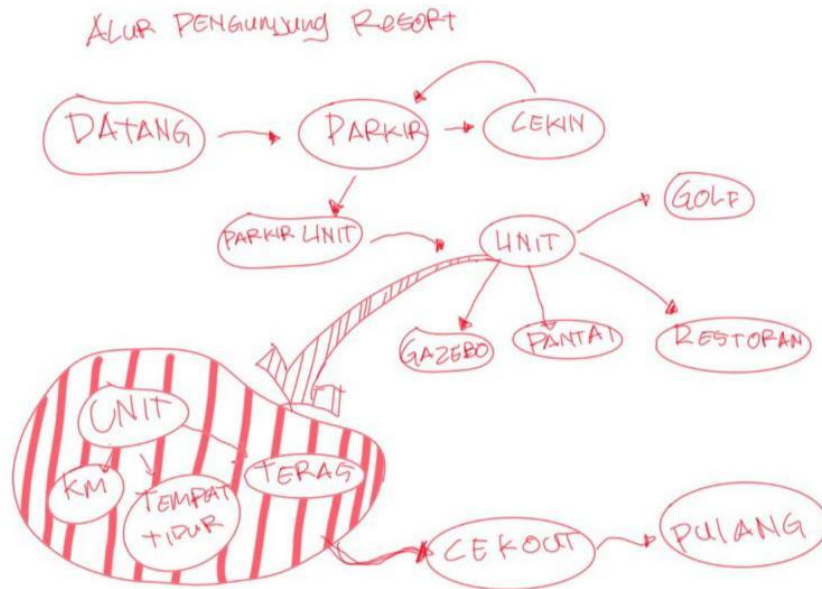 ALUR PENGUNJUNG RESORT
DATANG
PARKIR
CEKIN
GOLF
PARKIR UNIT
UNIT
GAZEBO
PANTAI
RESTORAN
UNIT
KM
TEMPAT
TIDUR
TERAS
CEKOUT
PULANG